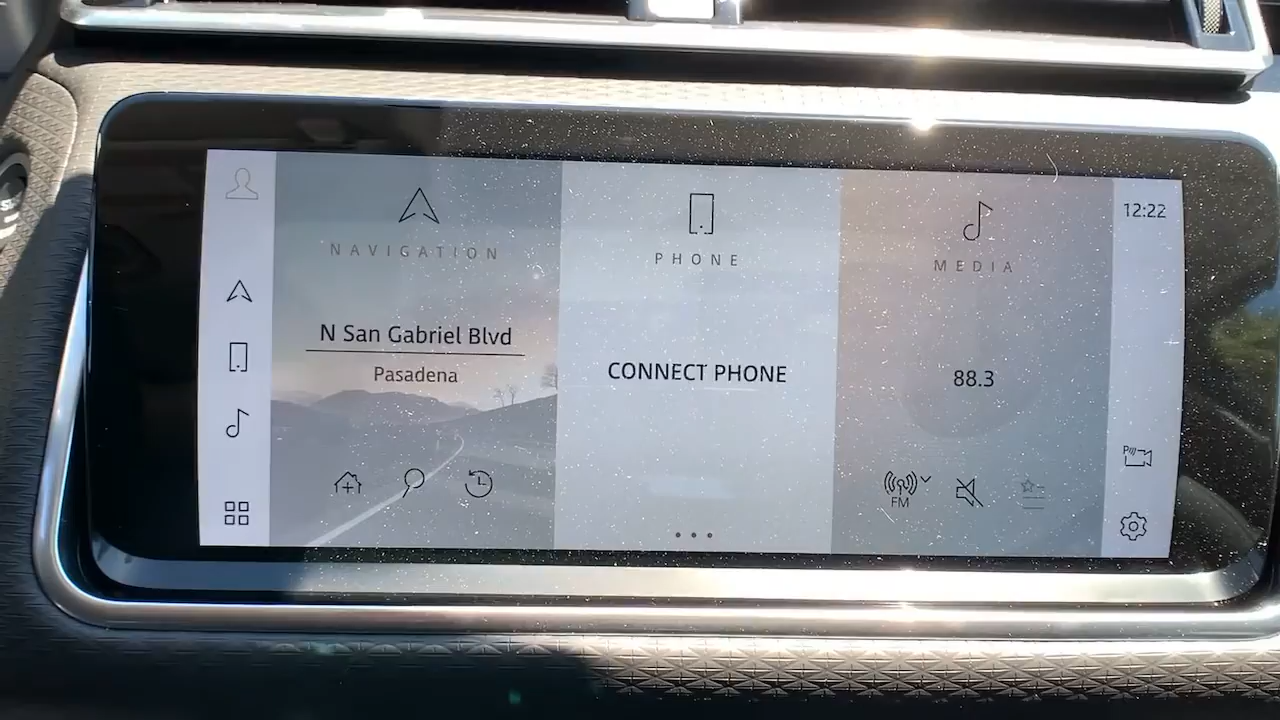 NAVIGATION
N San Gabriel Blvd
Pasadena
PHONE
CONNECT PHONE
MEDIA
88.3
FM
12:22
P